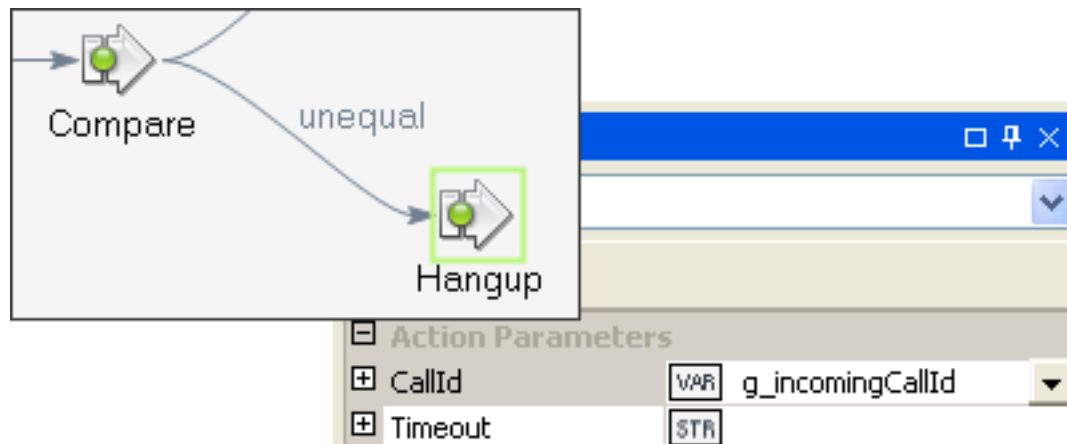 Compare
unequal
Hangup
Action Parameters
CallId VAR g_incomingCallId
Timeout STR